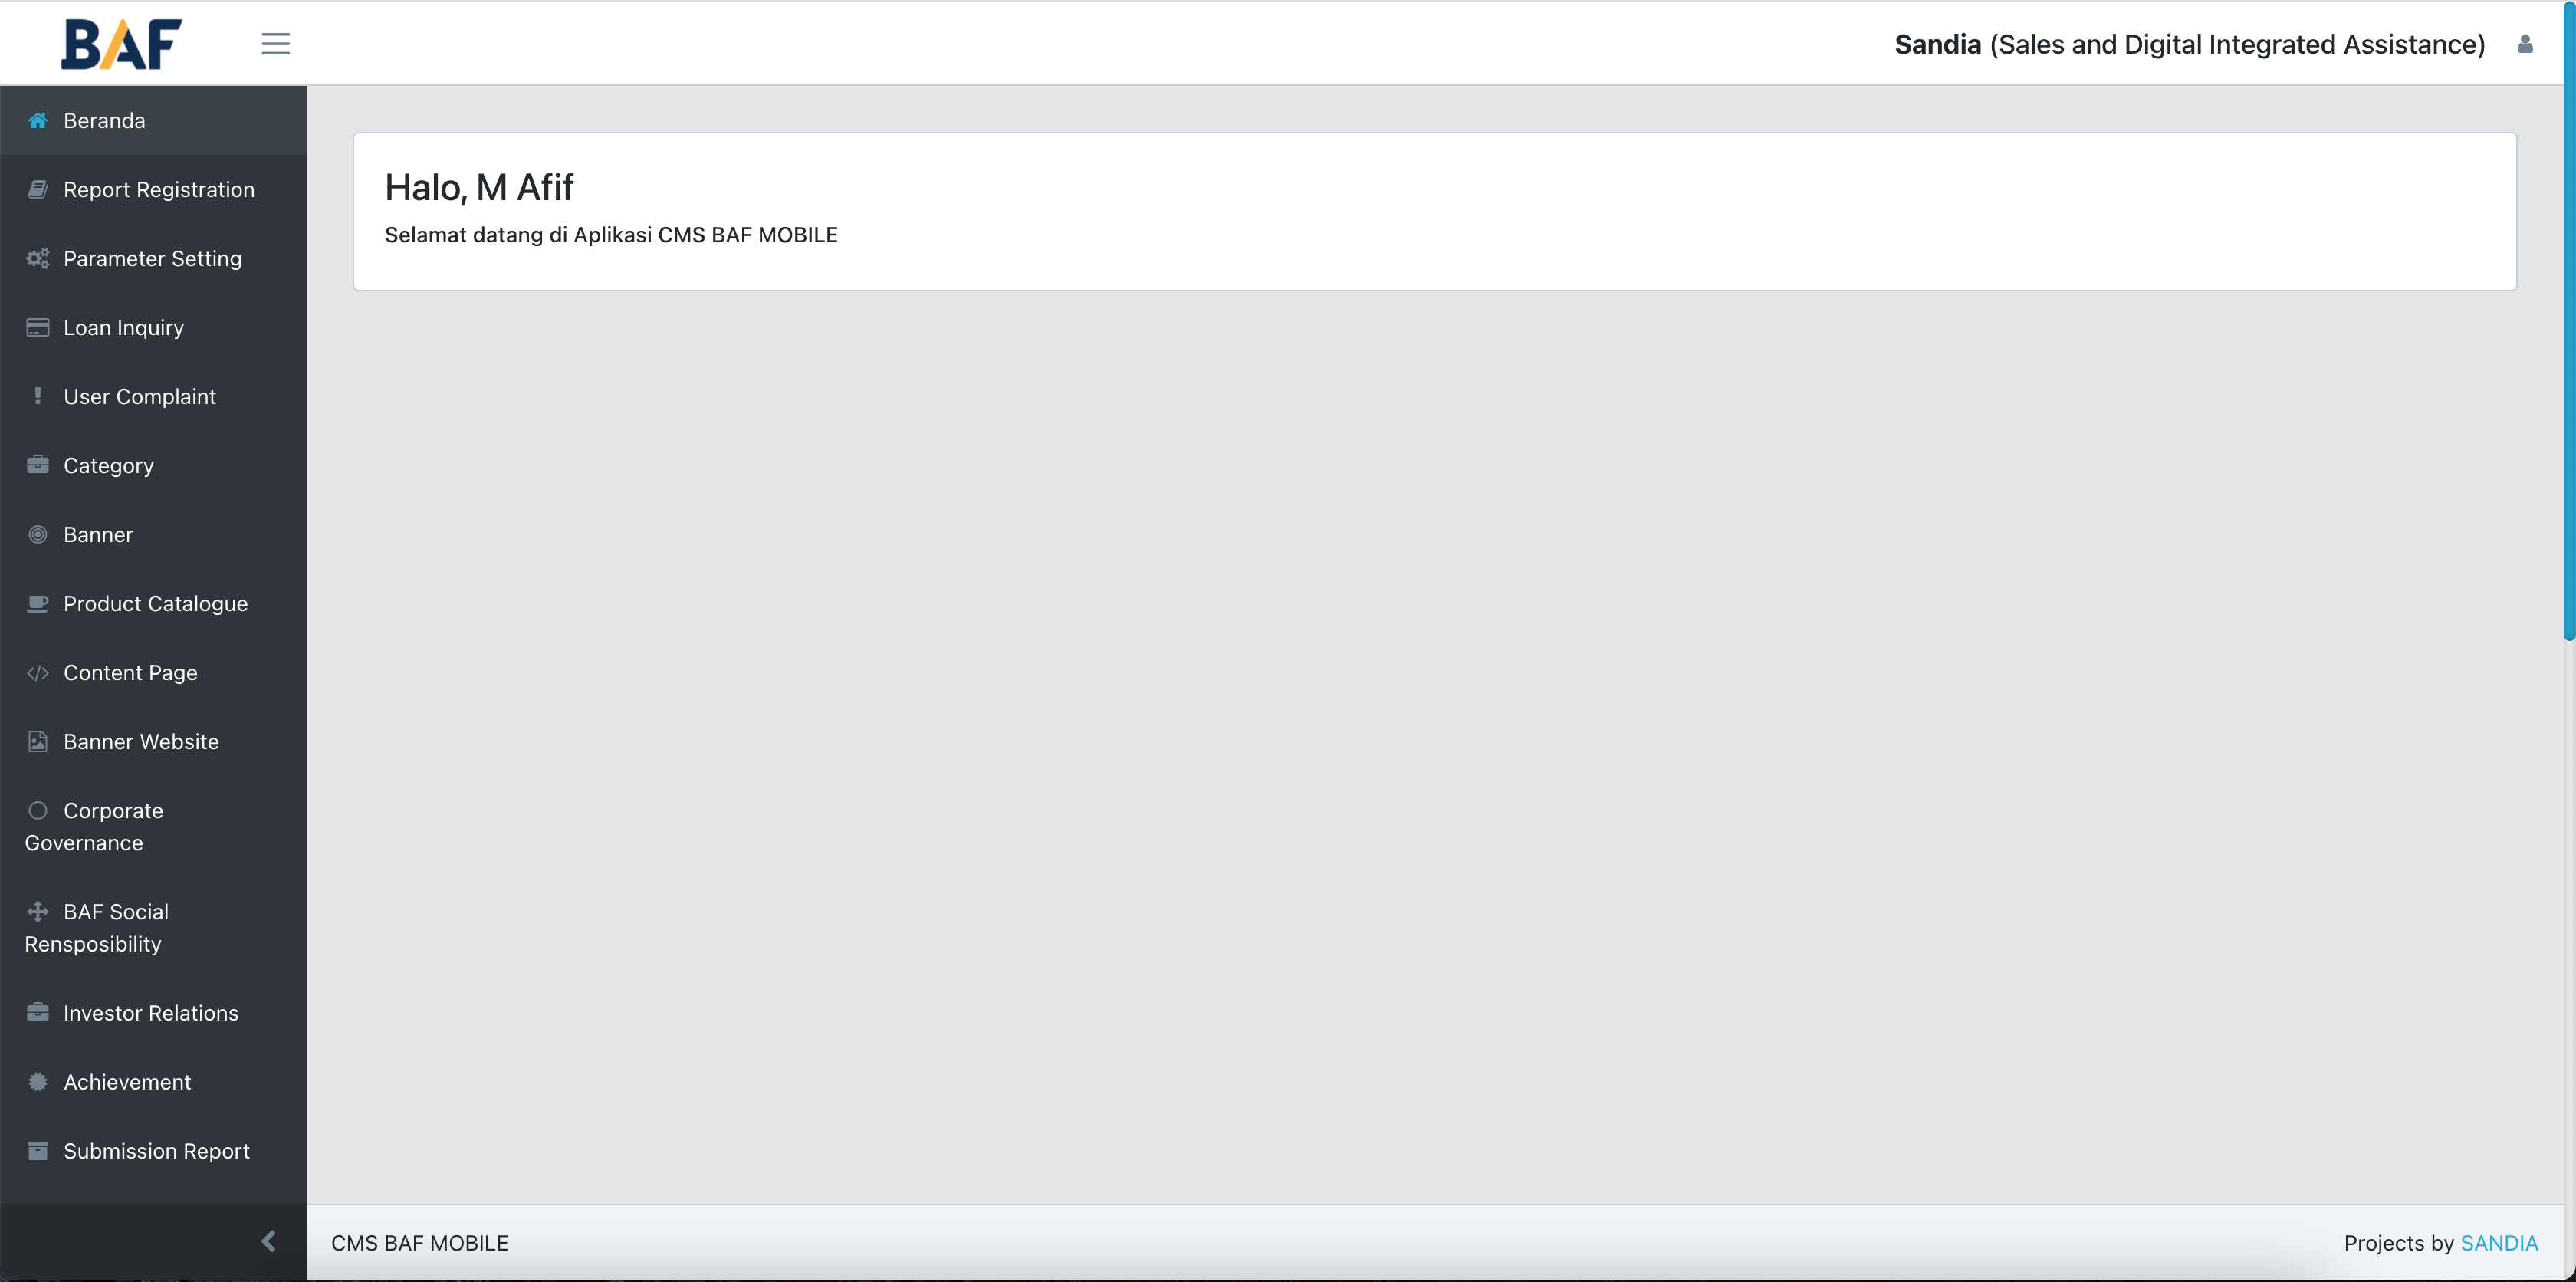 BAF
Sandia (Sales and Digital Integrated Assistance)
Beranda
Report Registration
Parameter Setting
Loan Inquiry
User Complaint
Category
Banner
Product Catalogue
Content Page
Banner Website
Corporate
Governance
BAF Social
Rensposibility
Investor Relations
Achievement
Submission Report
Halo, M Afif
Selamat datang di Aplikasi CMS BAF MOBILE
CMS BAF MOBILE
Projects by SANDIA